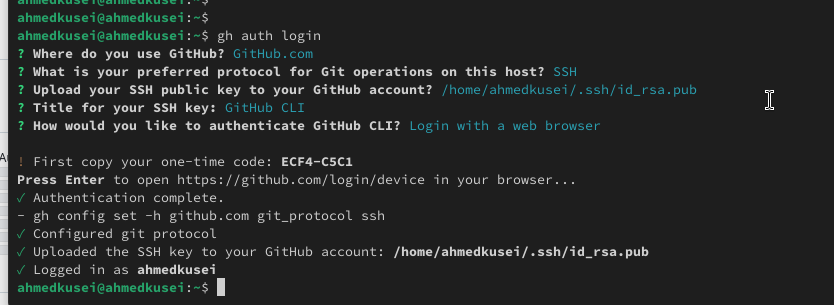 ahmedkusei@ahmedkusei:~$
ahmedkusei@ahmedkusei:~$
ahmedkusei@ahmedkusei:~$ gh auth login
? Where do you use GitHub? GitHub.com
? What is your preferred protocol for Git operations on this host? SSH
? Upload your SSH public key to your GitHub account? /home/ahmedkusei/.ssh/id_rsa.pub
? Title for your SSH key: GitHub CLI
? How would you like to authenticate GitHub CLI? Login with a web browser
! First copy your one-time code: ECF4-C5C1
Press Enter to open https://github.com/login/device in your browser...
✓ Authentication complete.
- gh config set -h github.com git_protocol ssh
✓ Configured git protocol
✓ Uploaded the SSH key to your GitHub account: /home/ahmedkusei/.ssh/id_rsa.pub
✓ Logged in as ahmedkusei
ahmedkusei@ahmedkusei:~$